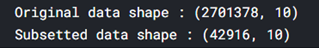 Original data shape : (2701378, 10)
Subsetted data shape : (42916, 10)